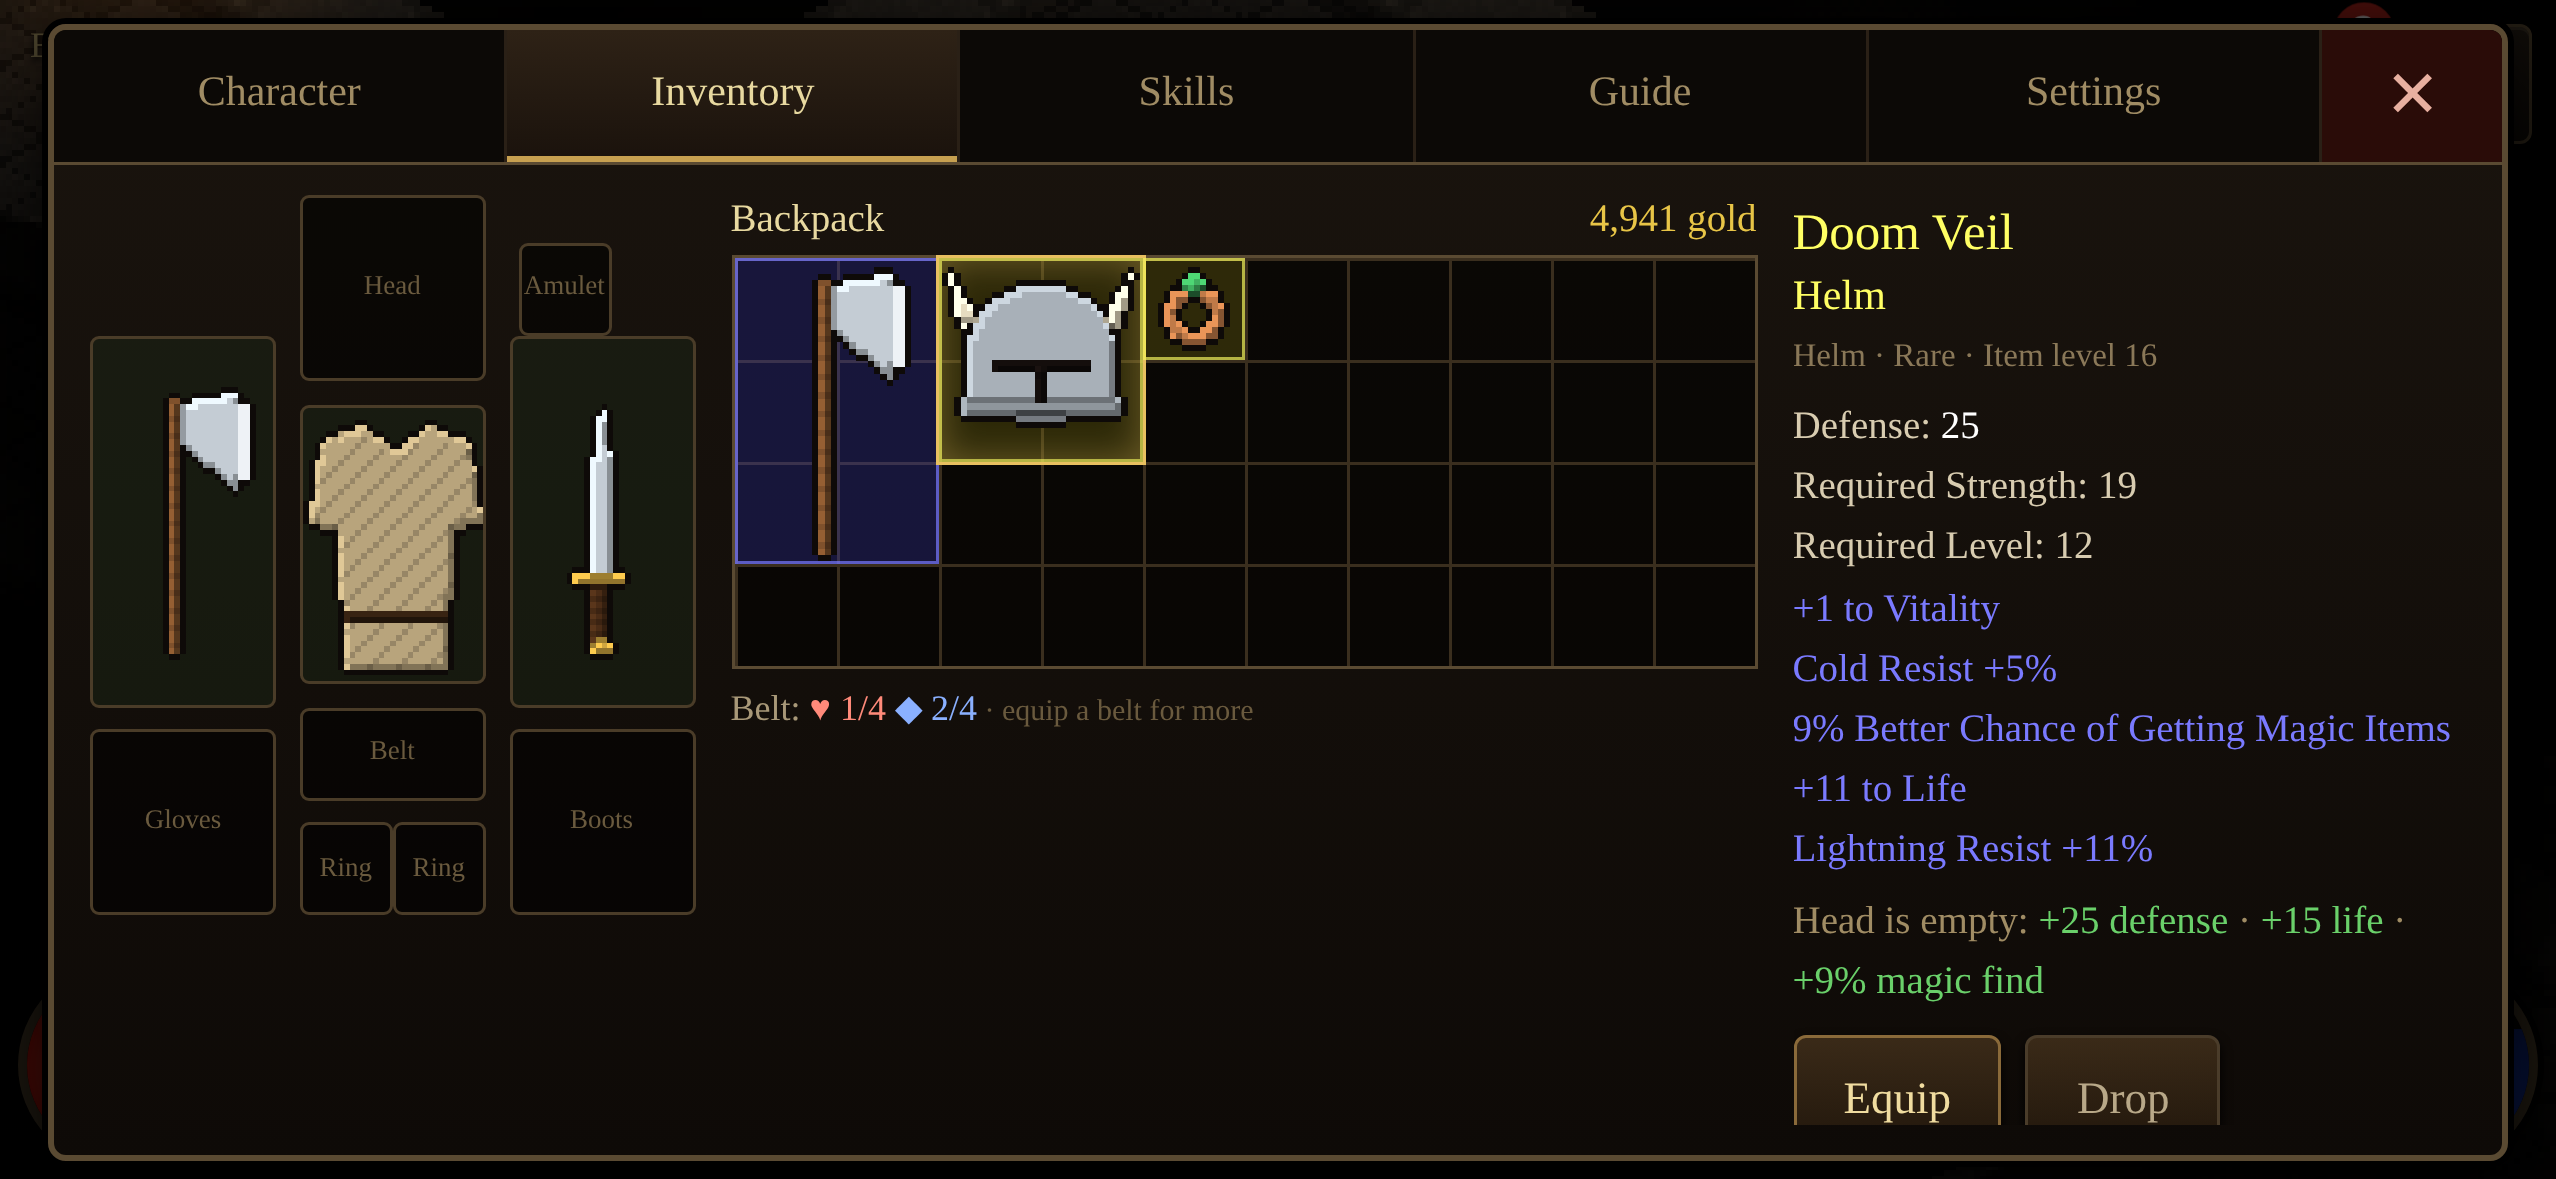 Character
Inventory
Skills
Guide
Settings
✕
Head
Amulet
Belt
Gloves
Boots
Ring
Ring
Backpack
4,941 gold
Belt: ♥ 1/4 ◆ 2/4 · equip a belt for more
Doom Veil
Helm
Helm · Rare · Item level 16
Defense: 25
Required Strength: 19
Required Level: 12
+1 to Vitality
Cold Resist +5%
9% Better Chance of Getting Magic Items
+11 to Life
Lightning Resist +11%
Head is empty: +25 defense · +15 life ·
+9% magic find
Equip
Drop